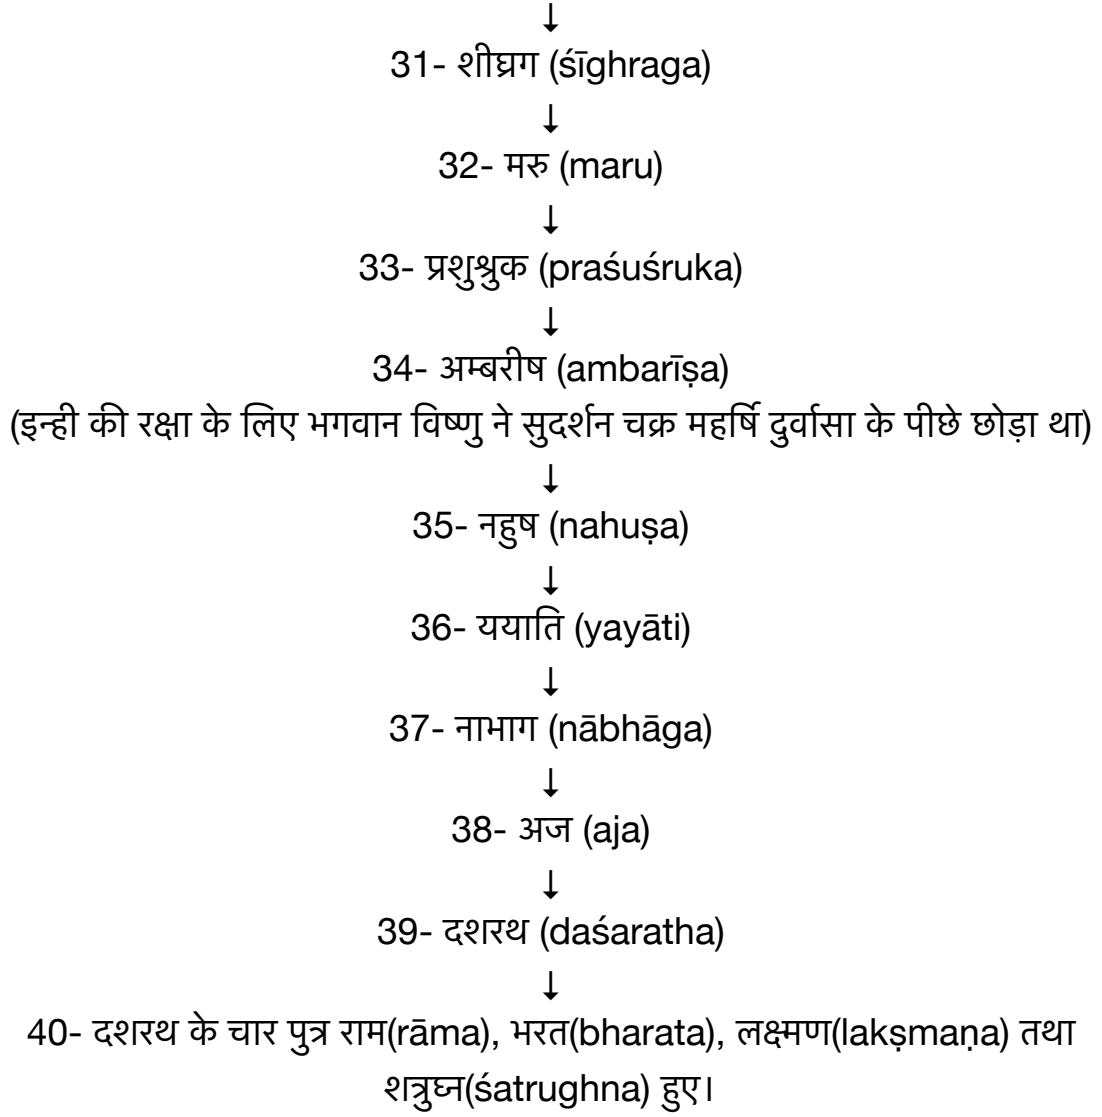 ↓
31- शीघ्रग (śīghraga)
↓
32- मरु (maru)
↓
33- प्रशुश्रुक (praśuśruka)
↓
34- अम्बरीष (ambarīṣa)
(इन्ही की रक्षा के लिए भगवान विष्णु ने सुदर्शन चक्र महर्षि दुर्वासा के पीछे छोड़ा था)
↓
35- नहुष (nahuṣa)
↓
36- ययाति (yayāti)
↓
37- नाभाग (nābhāga)
↓
38- अज (aja)
↓
39- दशरथ (daśaratha)
↓
40- दशरथ के चार पुत्र राम(rāma), भरत(bharata), लक्ष्मण(lakṣmaṇa) तथा
शत्रुघ्न(śatrughna) हुए।